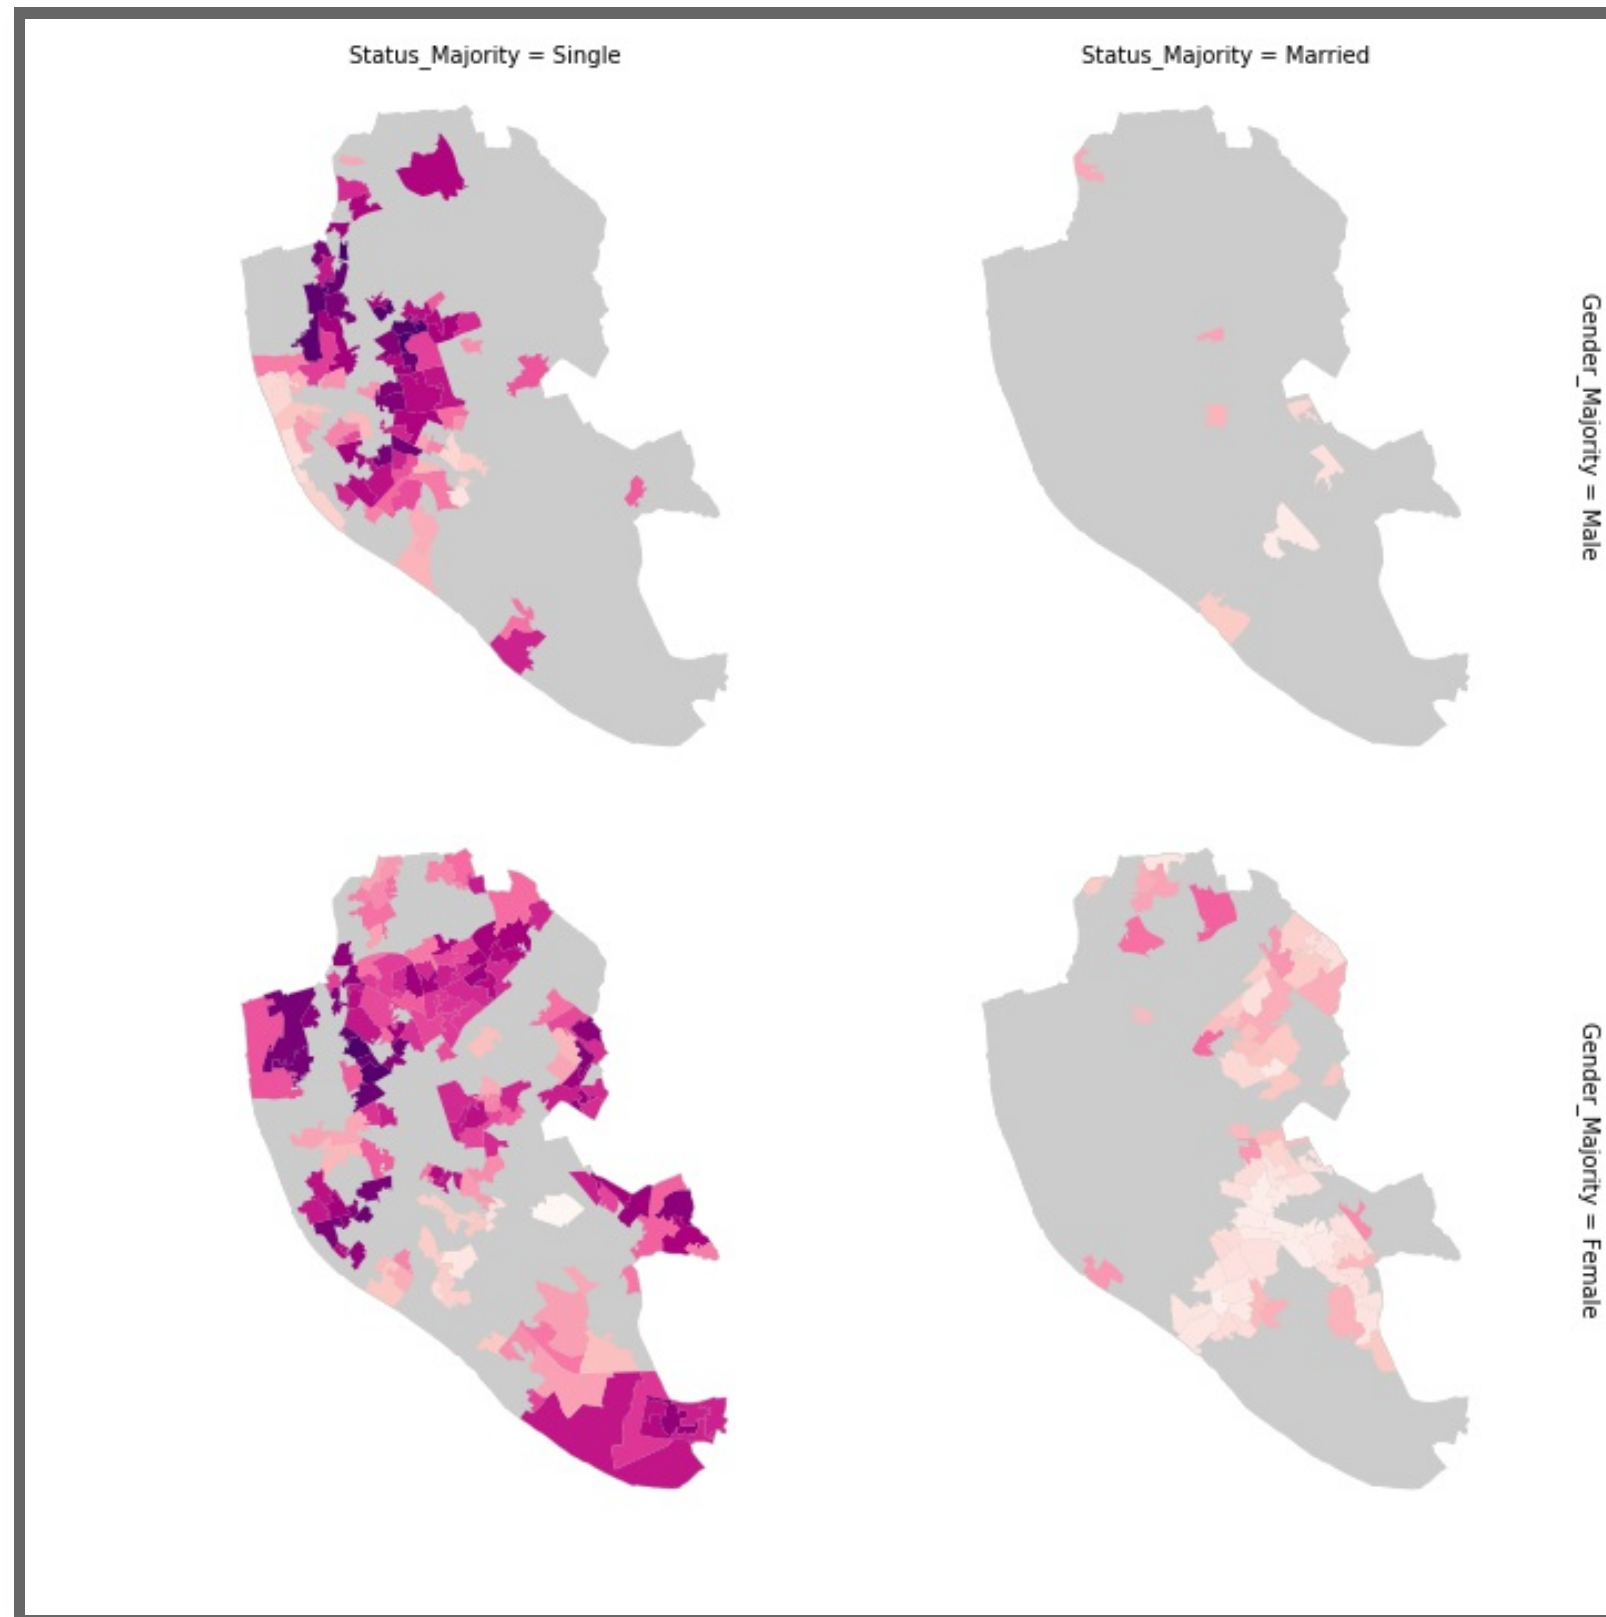 Status_Majority = Single
Status_Majority = Married
Gender_Majority = Male
Gender_Majority = Female